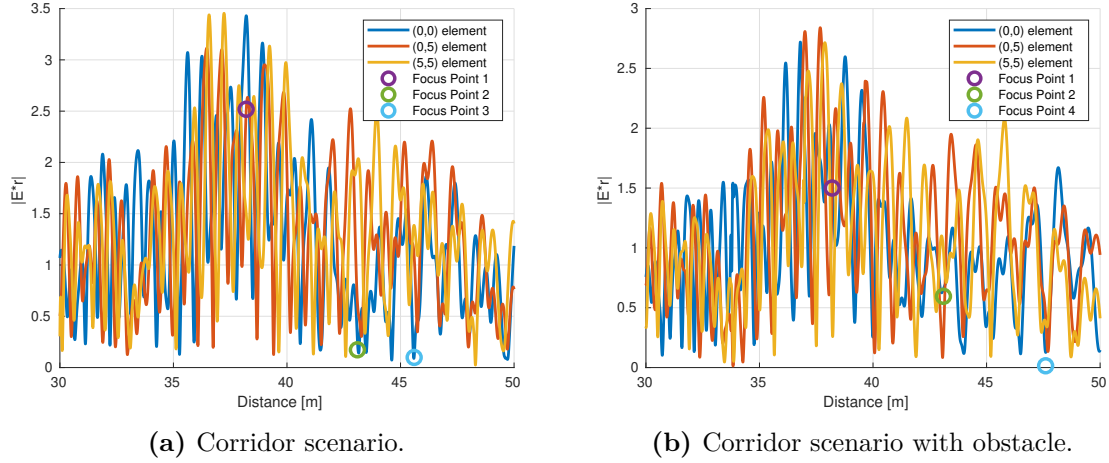 3.5
3
2.5
2
1.5
1
0.5
0
|E*r|
30
35
40
45
50
Distance [m]
(0,0) element
(0,5) element
(5,5) element
Focus Point 1
Focus Point 2
Focus Point 3
(a) Corridor scenario.
3
2.5
2
1.5
1
0.5
0
|E*r|
30
35
40
45
50
Distance [m]
(0,0) element
(0,5) element
(5,5) element
Focus Point 1
Focus Point 2
Focus Point 4
(b) Corridor scenario with obstacle.